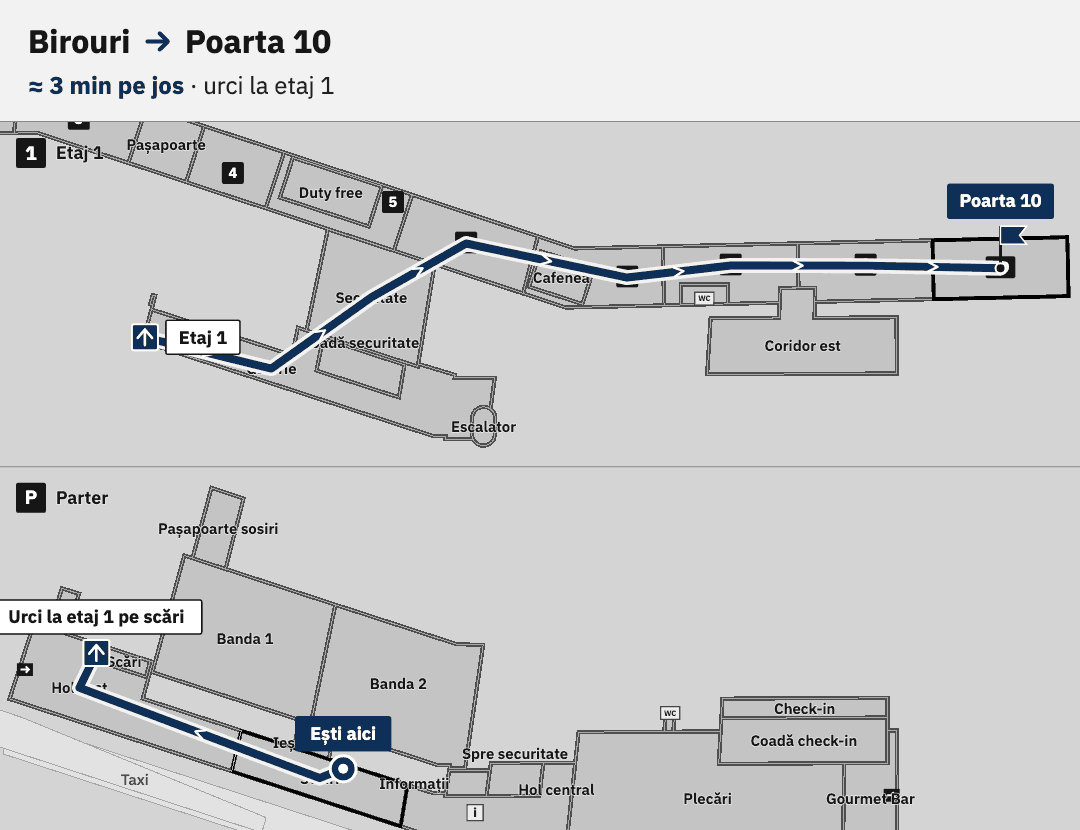 Birouri → Poarta 10
≈ 3 min pe jos · urci la etaj 1
1 Etaj 1
Pașapoarte
4
Duty free
5
Poarta 10
Cafenea
Securitate
WC
Etaj 1
Coadă securitate
Coridor est
Escalator
P Parter
Pașapoarte sosiri
Urci la etaj 1 pe scări
Banda 1
Scări
Banda 2
WC
Check-in
Ești aici
Coadă check-in
Spre securitate
Taxi
Informații
Hol central
Plecări
Gourmet Bar
i